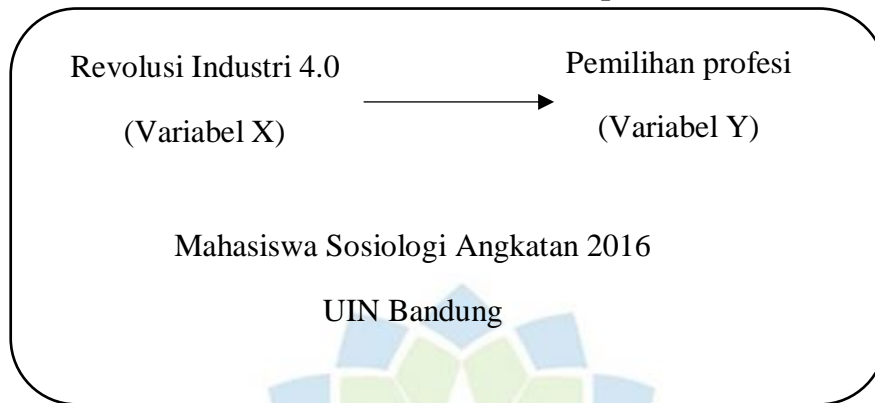 Revolusi Industri 4.0
(Variabel X)
Pemilihan profesi
(Variabel Y)
Mahasiswa Sosiologi Angkatan 2016
UIN Bandung